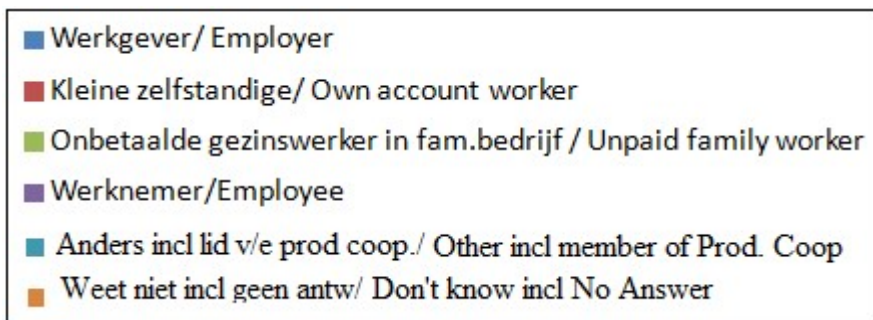 Werkgever/ Employer
Kleine zelfstandige/ Own account worker
Onbetaalde gezinswerker in fam.bedrijf / Unpaid family worker
Werknemer/Employee
Anders incl lid v/e prod coop./ Other incl member of Prod. Coop
Weet niet incl geen antw/ Don't know incl No Answer